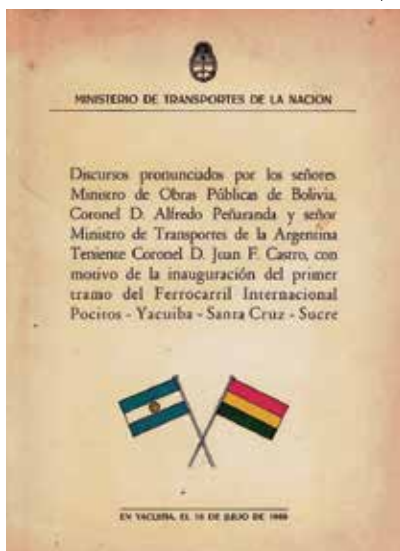 MINISTERIO DE TRANSPORTES DE LA NACION
Discursos pronunciados por los señores
Ministro de Obras Públicas de Bolivia,
Coronel D. Alfredo Peñaranda y señor
Ministro de Transportes de la Argentina
Teniente Coronel D. Juan F. Castro, con
motivo de la inauguración del primer
tramo del Ferrocarril Internacional
Pocitos - Yacuiba - Santa Cruz - Sucre
EN YACUIBA, EL DE JULIO DE